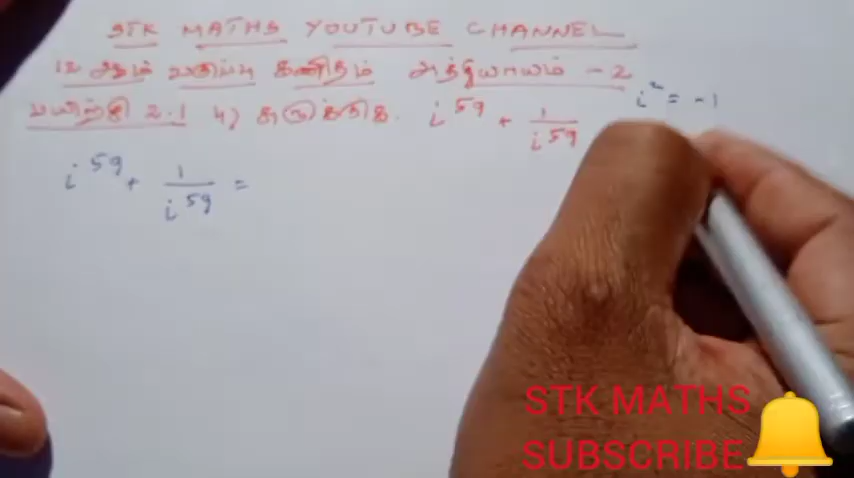 STK MATHS YOUTUBE CHANNEL
12 ஆம் வகுப்பு கணிதம் அத்தியாயம் - 2
பயிற்சி 2.1 4) சுருக்குக. i^59 + 1/i^59
i² = -1
i^59 + 1/i^59 =
STK MATHS
SUBSCRIBE